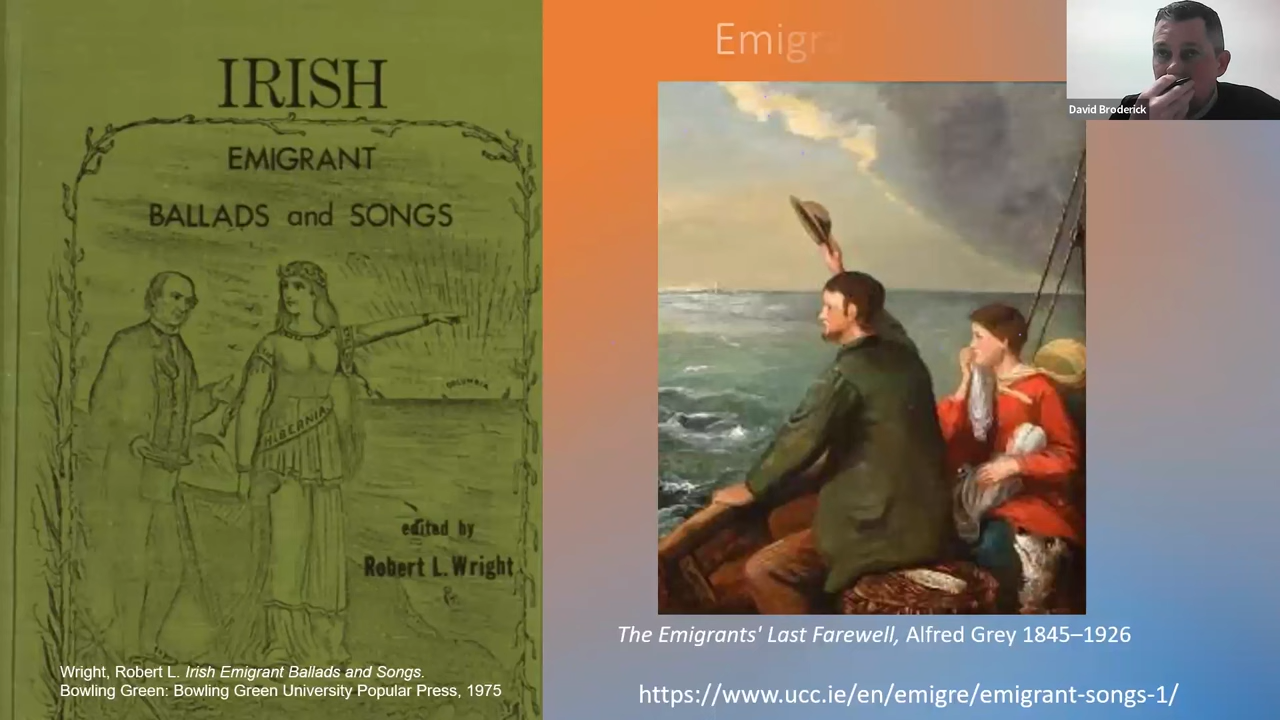 IRISH
EMIGRANT
BALLADS and SONGS
COLUMBIA
HIBERNIA
edited by
Robert L. Wright
Wright, Robert L. Irish Emigrant Ballads and Songs.
Bowling Green: Bowling Green University Popular Press, 1975
Emigra
David Broderick
The Emigrants' Last Farewell, Alfred Grey 1845–1926
https://www.ucc.ie/en/emigre/emigrant-songs-1/